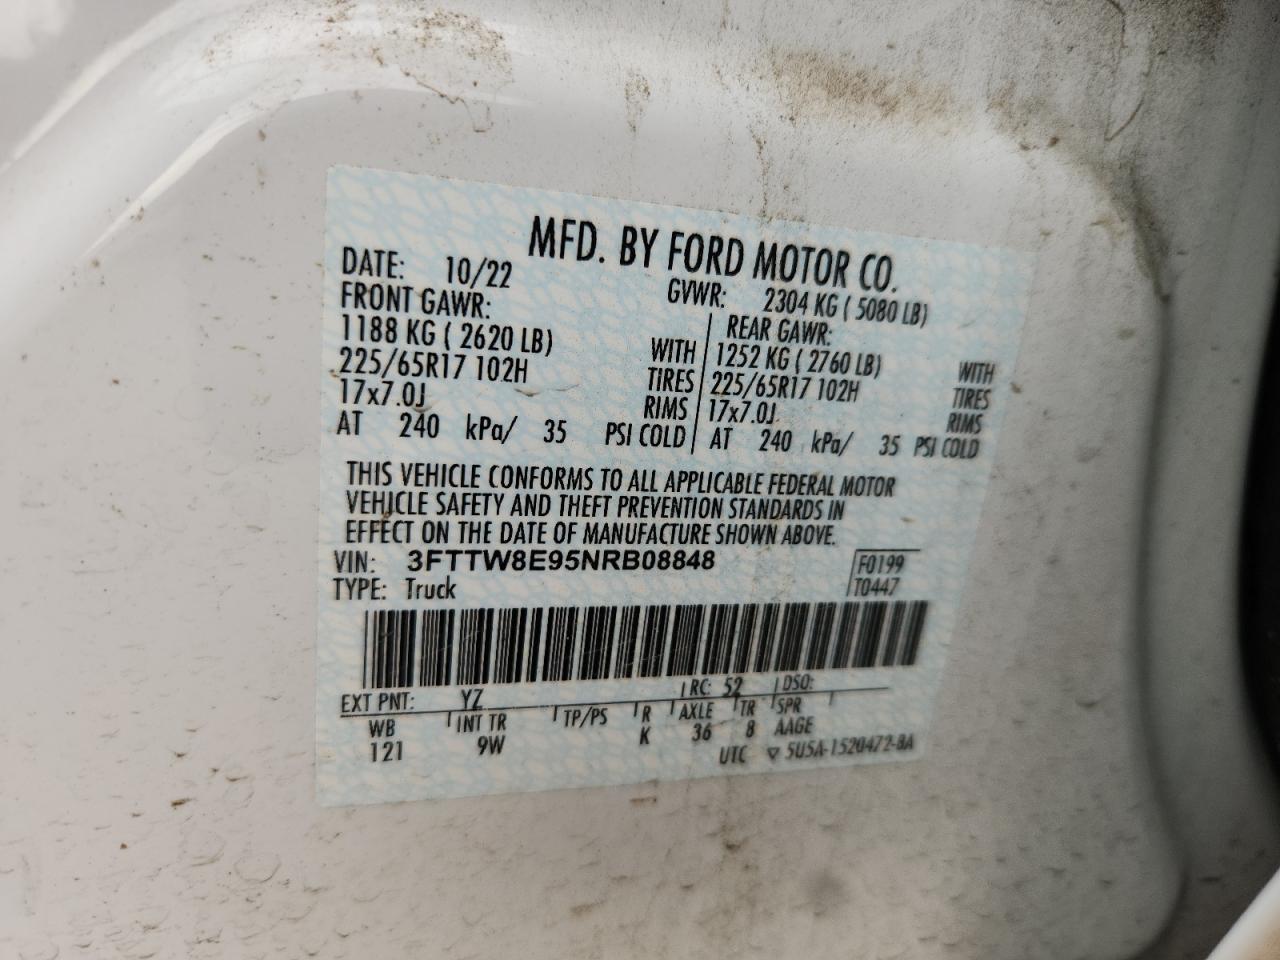 MFD. BY FORD MOTOR CO.
DATE: 10/22 GVWR: 2304 KG ( 5080 LB)
FRONT GAWR: REAR GAWR:
1188 KG ( 2620 LB) WITH 1252 KG ( 2760 LB) WITH
225/65R17 102H TIRES 225/65R17 102H TIRES
17x7.0J RIMS 17x7.0J RIMS
AT 240 kPa/ 35 PSI COLD AT 240 kPa/ 35 PSI COLD
THIS VEHICLE CONFORMS TO ALL APPLICABLE FEDERAL MOTOR
VEHICLE SAFETY AND THEFT PREVENTION STANDARDS IN
EFFECT ON THE DATE OF MANUFACTURE SHOWN ABOVE.
VIN: 3FTTW8E95NRB08848 F0199
TYPE: Truck T0447
EXT PNT: YZ RC: 52 DSO:
WB INT TR TP/PS R AXLE TR SPR
121 9W K 36 8 AAGE
UTC ▽ 5U5A-1520472-BA